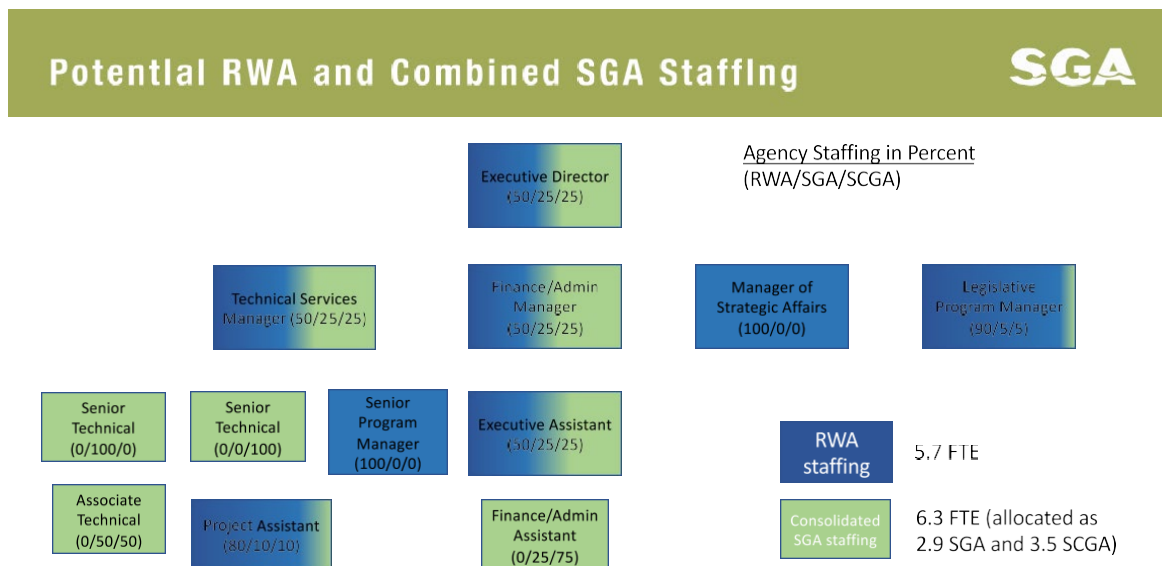 Potential RWA and Combined SGA Staffing
SGA
Agency Staffing in Percent
(RWA/SGA/SCGA)
Executive Director
(50/25/25)
Technical Services
Manager (50/25/25)
Finance/Admin
Manager
(50/25/25)
Manager of
Strategic Affairs
(100/0/0)
Legislative
Program Manager
(90/5/5)
Senior
Technical
(0/100/0)
Senior
Technical
(0/0/100)
Senior
Program
Manager
(100/0/0)
Executive Assistant
(50/25/25)
Associate
Technical
(0/50/50)
Project Assistant
(80/10/10)
Finance/Admin
Assistant
(0/25/75)
RWA
staffing
5.7 FTE
Consolidated
SGA staffing
6.3 FTE (allocated as
2.9 SGA and 3.5 SCGA)